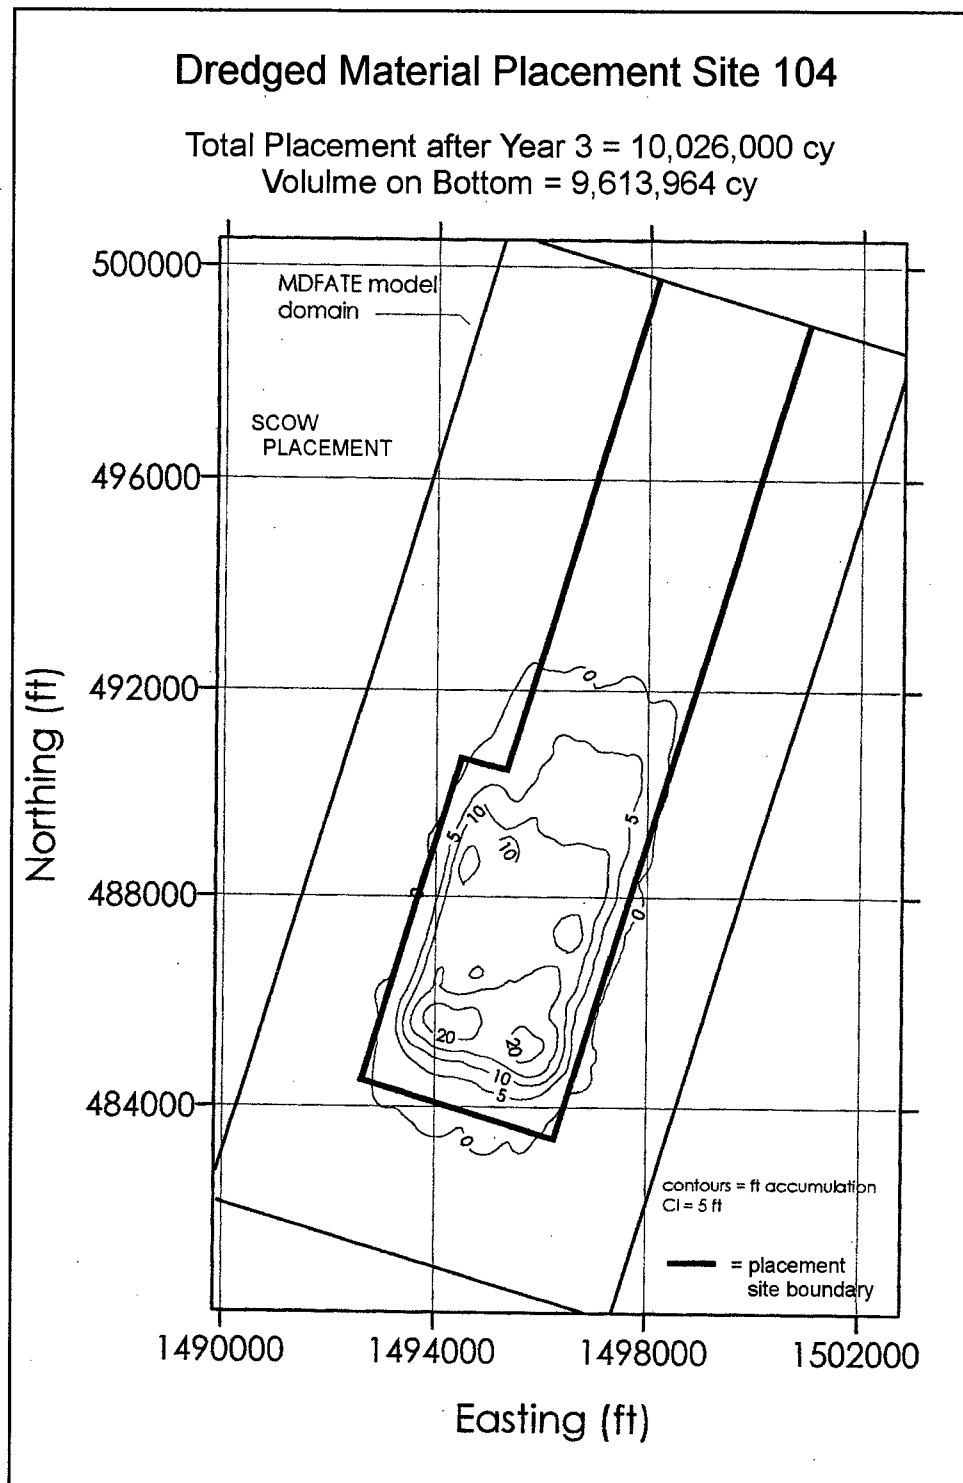 Dredged Material Placement Site 104
Total Placement after Year 3 = 10,026,000 cy
Volulme on Bottom = 9,613,964 cy
500000
MDFATE model
domain
SCOW
PLACEMENT
496000
492000
0
Northing (ft)
10
5
5
10
488000
0
0
20
20
10
5
484000
0
contours = ft accumulation
CI = 5 ft
= placement
site boundary
1490000 1494000 1498000 1502000
Easting (ft)